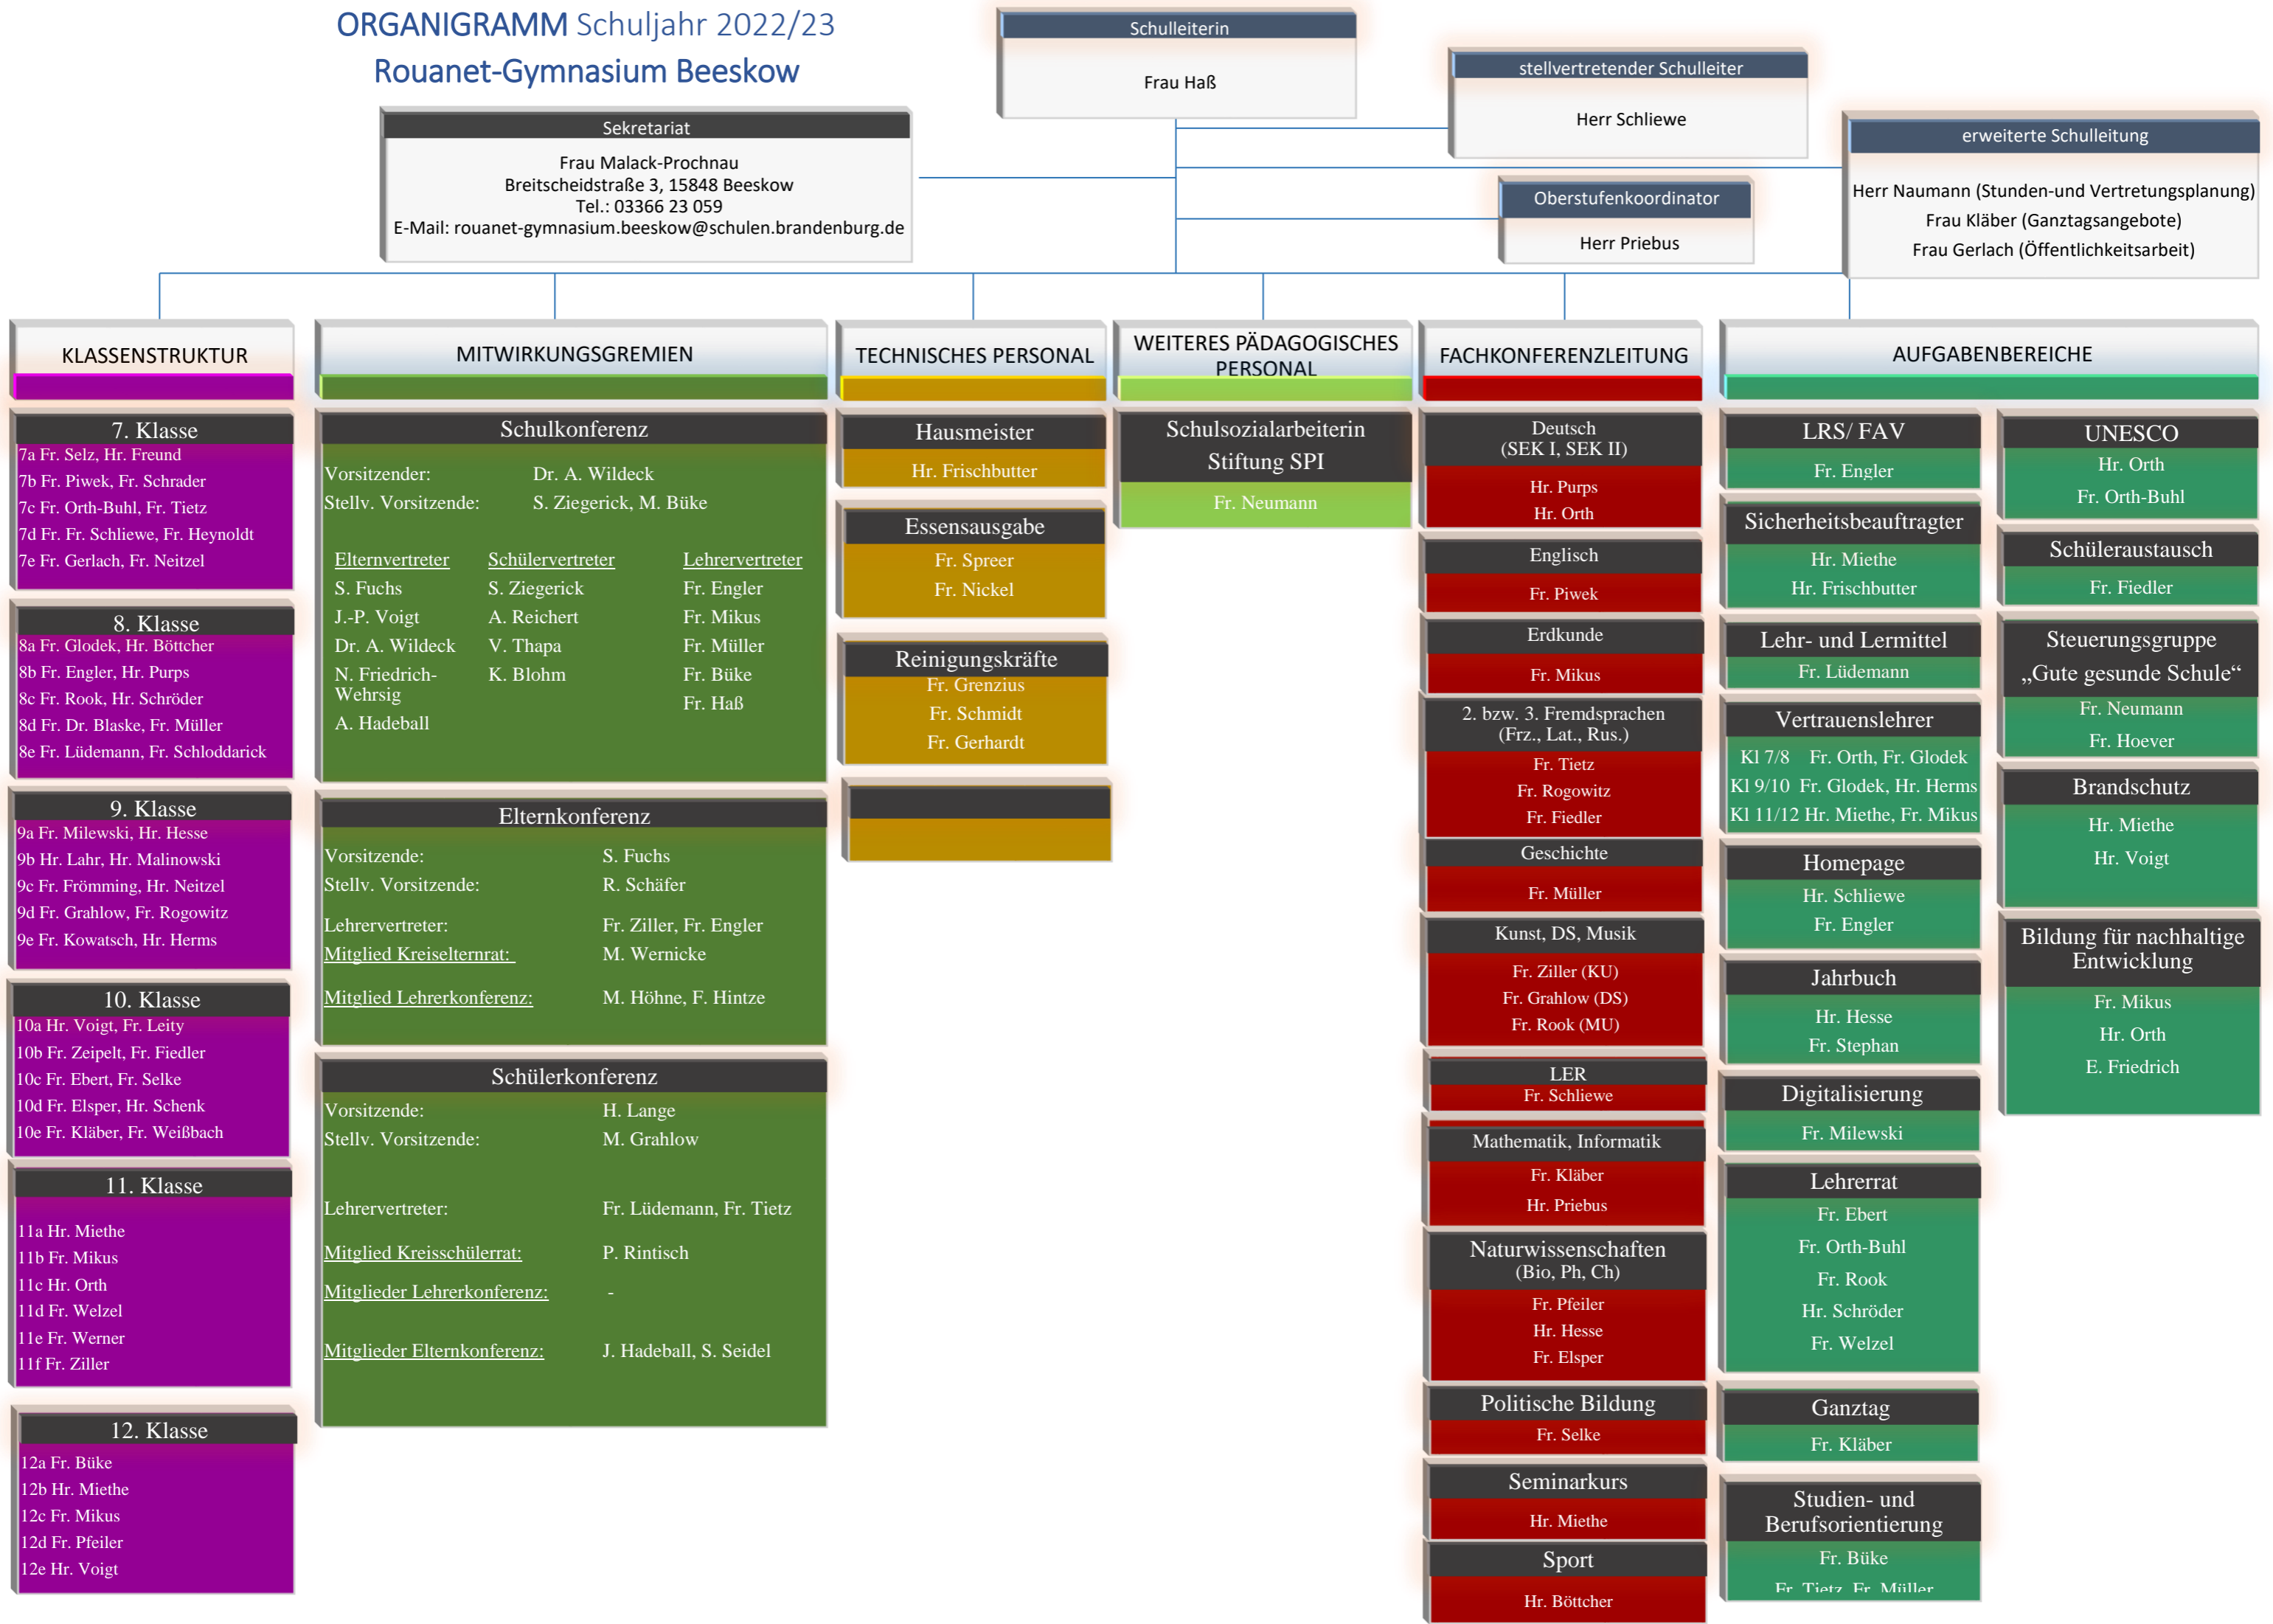 ORGANIGRAMM Schuljahr 2022/23
Rouanet-Gymnasium Beeskow
Schulleiterin
Frau Haß
stellvertretender Schulleiter
Herr Schliewe
erweiterte Schulleitung
Herr Naumann (Stunden-und Vertretungsplanung)
Frau Kläber (Ganztagsangebote)
Frau Gerlach (Öffentlichkeitsarbeit)
Oberstufenkoordinator
Herr Priebus
Sekretariat
Frau Malack-Prochnau
Breitscheidstraße 3, 15848 Beeskow
Tel.: 03366 23 059
E-Mail: rouanet-gymnasium.beeskow@schulen.brandenburg.de
KLASSENSTRUKTUR
7. Klasse
7a Fr. Selz, Hr. Freund
7b Fr. Piwek, Fr. Schrader
7c Fr. Orth-Buhl, Fr. Tietz
7d Fr. Fr. Schliewe, Fr. Heynoldt
7e Fr. Gerlach, Fr. Neitzel
8. Klasse
8a Fr. Glodek, Hr. Böttcher
8b Fr. Engler, Hr. Purps
8c Fr. Rook, Hr. Schröder
8d Fr. Dr. Blaske, Fr. Müller
8e Fr. Lüdemann, Fr. Schloddarick
9. Klasse
9a Fr. Milewski, Hr. Hesse
9b Hr. Lahr, Hr. Malinowski
9c Fr. Frömming, Hr. Neitzel
9d Fr. Grahlow, Fr. Rogowitz
9e Fr. Kowatsch, Hr. Herms
10. Klasse
10a Hr. Voigt, Fr. Leity
10b Fr. Zeipelt, Fr. Fiedler
10c Fr. Ebert, Fr. Selke
10d Fr. Elsper, Hr. Schenk
10e Fr. Kläber, Fr. Weißbach
11. Klasse
11a Hr. Miethe
11b Fr. Mikus
11c Hr. Orth
11d Fr. Welzel
11e Fr. Werner
11f Fr. Ziller
12. Klasse
12a Fr. Büke
12b Hr. Miethe
12c Fr. Mikus
12d Fr. Pfeiler
12e Hr. Voigt
MITWIRKUNGSGREMIEN
Schulkonferenz
Vorsitzender: Dr. A. Wildeck
Stellv. Vorsitzende: S. Ziegerick, M. Büke
Elternvertreter Schülervertreter Lehrervertreter
S. Fuchs S. Ziegerick Fr. Engler
J.-P. Voigt A. Reichert Fr. Mikus
Dr. A. Wildeck V. Thapa Fr. Müller
N. Friedrich- K. Blohm Fr. Büke
Wehrsig
Fr. Haß
A. Hadeball
Elternkonferenz
Vorsitzende: S. Fuchs
Stellv. Vorsitzende: R. Schäfer
Lehrervertreter: Fr. Ziller, Fr. Engler
Mitglied Kreiselternrat: M. Wernicke
Mitglied Lehrerkonferenz: M. Höhne, F. Hintze
Schülerkonferenz
Vorsitzende: H. Lange
Stellv. Vorsitzende: M. Grahlow
Lehrervertreter: Fr. Lüdemann, Fr. Tietz
Mitglied Kreisschülerrat: P. Rintisch
Mitglieder Lehrerkonferenz: -
Mitglieder Elternkonferenz: J. Hadeball, S. Seidel
TECHNISCHES PERSONAL
Hausmeister
Hr. Frischbutter
Essensausgabe
Fr. Spreer
Fr. Nickel
Reinigungskräfte
Fr. Grenzius
Fr. Schmidt
Fr. Gerhardt
WEITERES PÄDAGOGISCHES
PERSONAL
Schulsozialarbeiterin
Stiftung SPI
Fr. Neumann
FACHKONFERENZLEITUNG
Deutsch
(SEK I, SEK II)
Hr. Purps
Hr. Orth
Englisch
Fr. Piwek
Erdkunde
Fr. Mikus
2. bzw. 3. Fremdsprachen
(Frz., Lat., Rus.)
Fr. Tietz
Fr. Rogowitz
Fr. Fiedler
Geschichte
Fr. Müller
Kunst, DS, Musik
Fr. Ziller (KU)
Fr. Grahlow (DS)
Fr. Rook (MU)
LER
Fr. Schliewe
Mathematik, Informatik
Fr. Kläber
Hr. Priebus
Naturwissenschaften
(Bio, Ph, Ch)
Fr. Pfeiler
Hr. Hesse
Fr. Elsper
Politische Bildung
Fr. Selke
Seminarkurs
Hr. Miethe
Sport
Hr. Böttcher
AUFGABENBEREICHE
LRS/ FAV
Fr. Engler
Sicherheitsbeauftragter
Hr. Miethe
Hr. Frischbutter
Lehr- und Lermittel
Fr. Lüdemann
Vertrauenslehrer
Kl 7/8 Fr. Orth, Fr. Glodek
Kl 9/10 Fr. Glodek, Hr. Herms
Kl 11/12 Hr. Miethe, Fr. Mikus
Homepage
Hr. Schliewe
Fr. Engler
Jahrbuch
Hr. Hesse
Fr. Stephan
Digitalisierung
Fr. Milewski
Lehrerrat
Fr. Ebert
Fr. Orth-Buhl
Fr. Rook
Hr. Schröder
Fr. Welzel
Ganztag
Fr. Kläber
Studien- und
Berufsorientierung
Fr. Büke
Fr. Tietz, Fr. Müller
UNESCO
Hr. Orth
Fr. Orth-Buhl
Schüleraustausch
Fr. Fiedler
Steuerungsgruppe
„Gute gesunde Schule“
Fr. Neumann
Fr. Hoever
Brandschutz
Hr. Miethe
Hr. Voigt
Bildung für nachhaltige
Entwicklung
Fr. Mikus
Hr. Orth
E. Friedrich